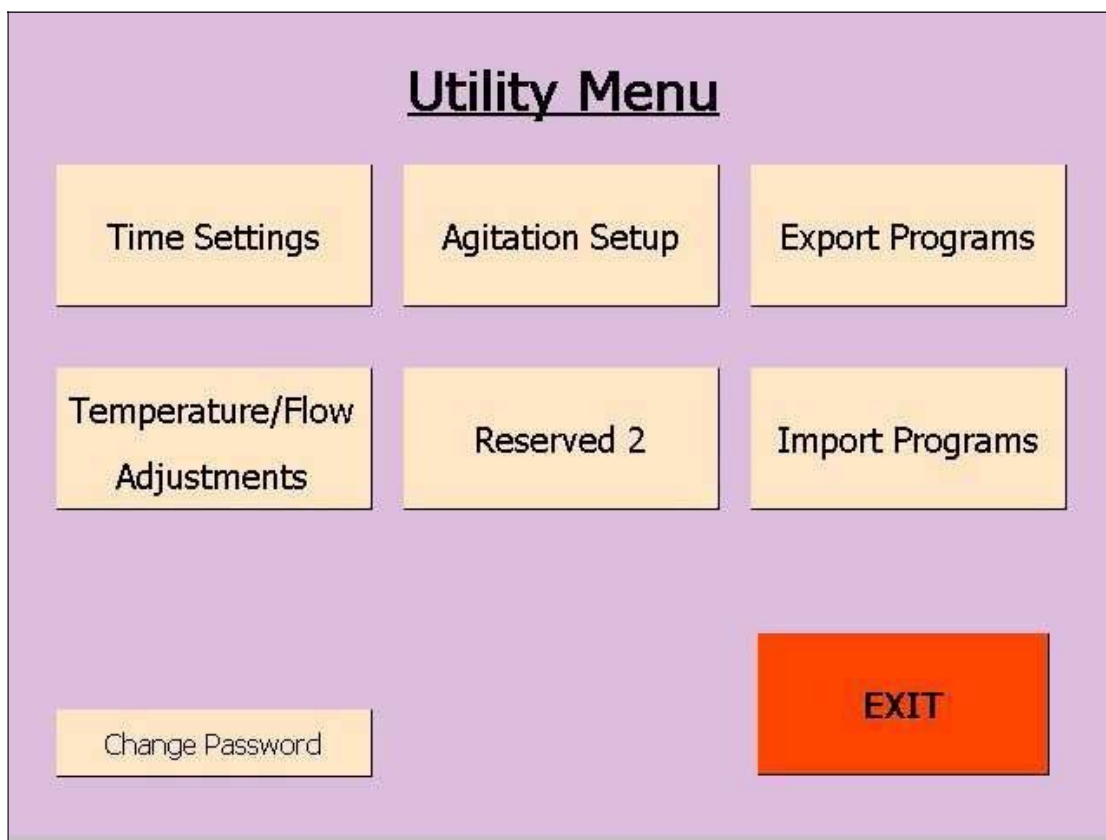 Utility Menu
Time Settings
Agitation Setup
Export Programs
Temperature/Flow
Adjustments
Reserved 2
Import Programs
EXIT
Change Password